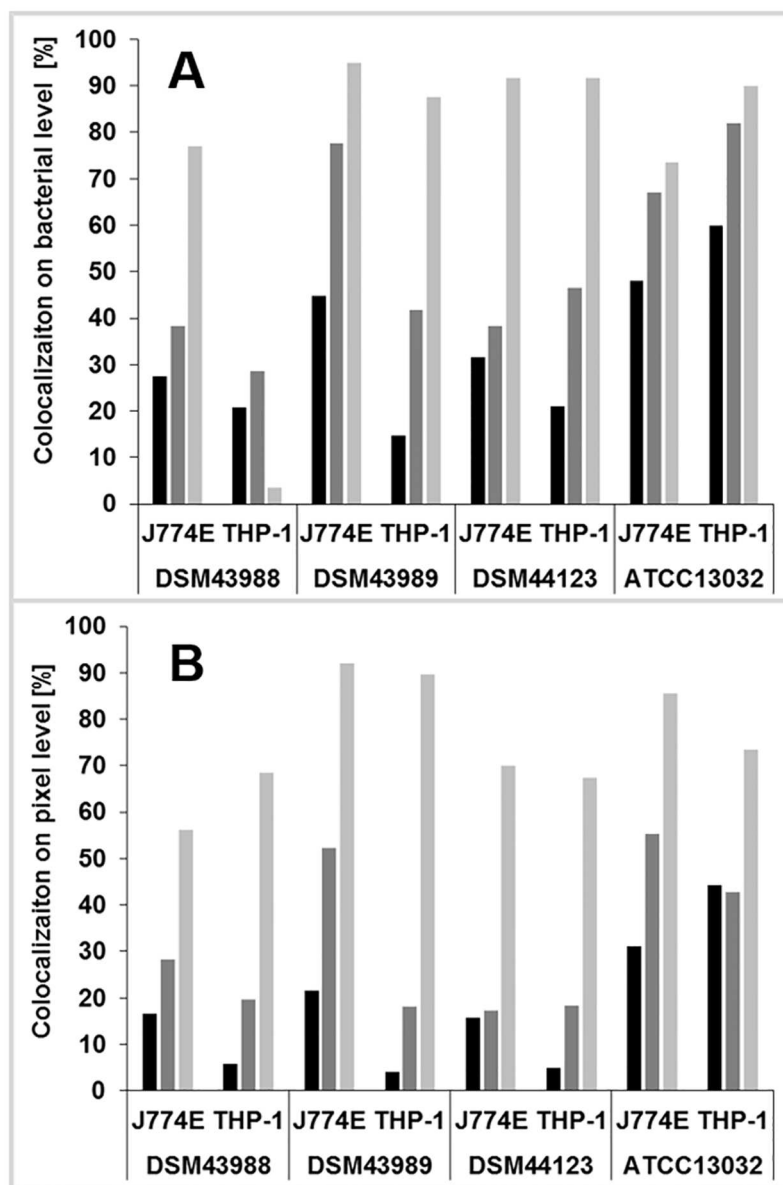 A
Colocalizaiton on bacterial level [%]
100
90
80
70
60
50
40
30
20
10
0
J774E THP-1 J774E THP-1 J774E THP-1 J774E THP-1
DSM43988 DSM43989 DSM44123 ATCC13032
B
Colocalizaiton on pixel level [%]
100
90
80
70
60
50
40
30
20
10
0
J774E THP-1 J774E THP-1 J774E THP-1 J774E THP-1
DSM43988 DSM43989 DSM44123 ATCC13032